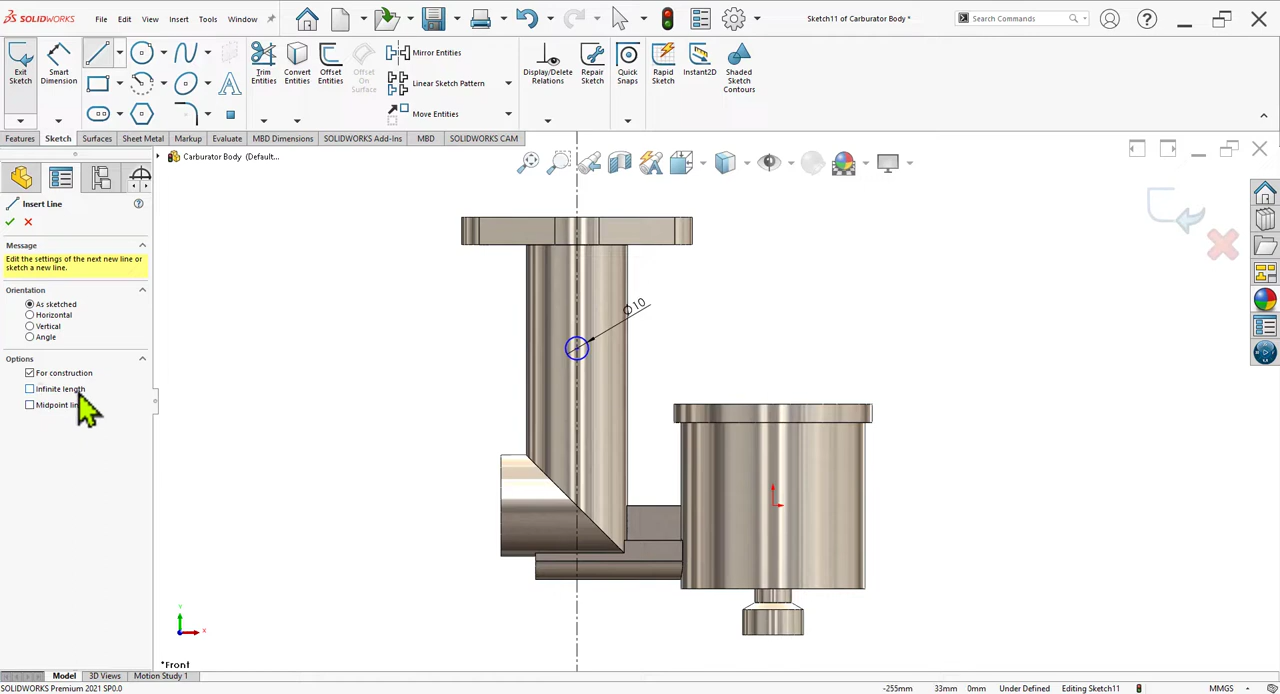 SOLIDWORKS
File
Edit
View
Insert
Tools
Window
Sketch11 of Carburator Body *
Search Commands
Exit
Sketch
Smart
Dimension
Trim
Entities
Convert
Entities
Offset
Entities
Offset
On
Surface
Mirror Entities
Linear Sketch Pattern
Move Entities
Display/Delete
Relations
Repair
Sketch
Quick
Snaps
Rapid
Sketch
Instant2D
Shaded
Sketch
Contours
Features
Sketch
Surfaces
Sheet Metal
Markup
Evaluate
MBD Dimensions
SOLIDWORKS Add-Ins
MBD
SOLIDWORKS CAM
Carburator Body (Default...
Insert Line
Message
Edit the settings of the next new line or
sketch a new line.
Orientation
As sketched
Horizontal
Vertical
Angle
Options
For construction
Infinite length
Midpoint
Ø10
Y
X
*Front
Model
3D Views
Motion Study 1
SOLIDWORKS Premium 2021 SP0.0
-255mm
33mm 0mm
Under Defined
Editing Sketch11
MMGS